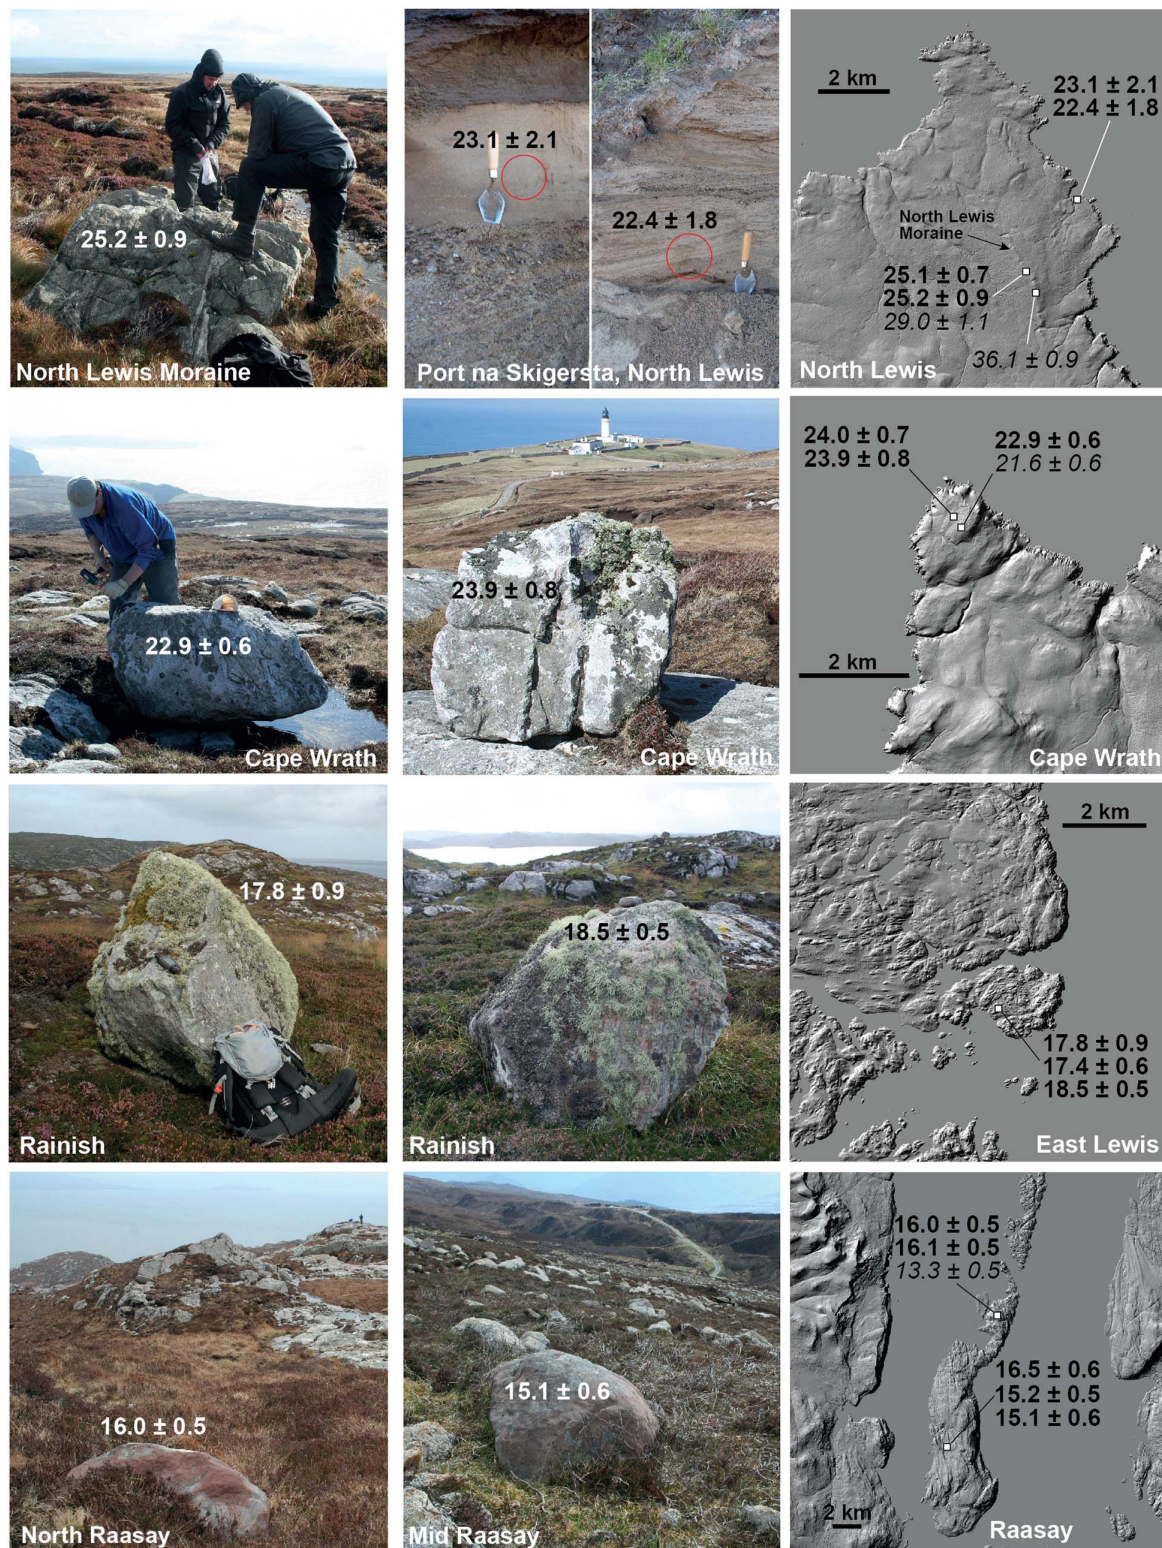 25.2 ± 0.9
North Lewis Moraine
23.1 ± 2.1
22.4 ± 1.8
Port na Skigersta, North Lewis
2 km
23.1 ± 2.1
22.4 ± 1.8
North Lewis
Moraine
25.1 ± 0.7
25.2 ± 0.9
29.0 ± 1.1
36.1 ± 0.9
North Lewis
22.9 ± 0.6
Cape Wrath
23.9 ± 0.8
Cape Wrath
24.0 ± 0.7
23.9 ± 0.8
22.9 ± 0.6
21.6 ± 0.6
2 km
Cape Wrath
17.8 ± 0.9
Rainish
18.5 ± 0.5
Rainish
2 km
17.8 ± 0.9
17.4 ± 0.6
18.5 ± 0.5
East Lewis
16.0 ± 0.5
North Raasay
15.1 ± 0.6
Mid Raasay
16.0 ± 0.5
16.1 ± 0.5
13.3 ± 0.5
16.5 ± 0.6
15.2 ± 0.5
15.1 ± 0.6
2 km
Raasay